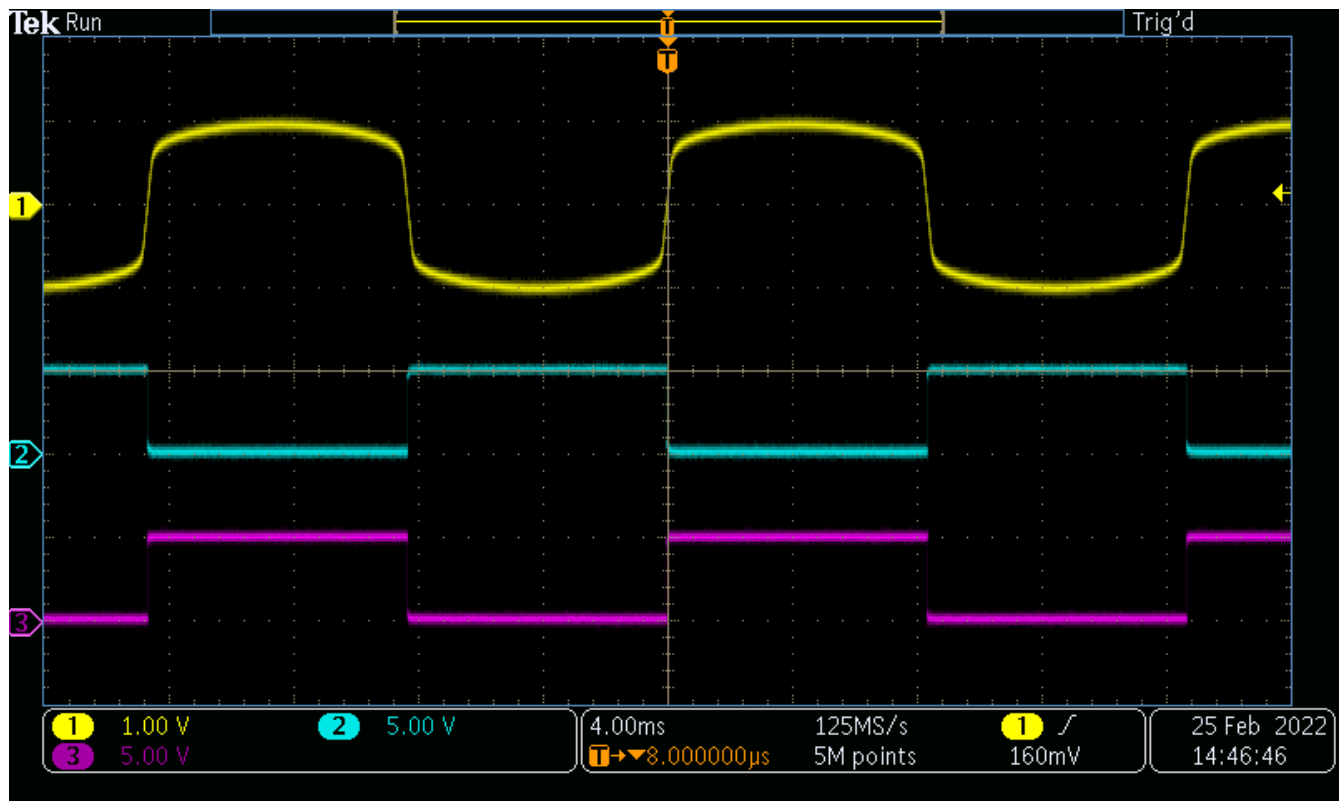 Tek Run Trig'd
T
T
1
2
3
1 1.00 V 2 5.00 V 4.00ms 125MS/s 1 25 Feb 2022
3 5.00 V T→▼8.000000µs 5M points 160mV 14:46:46